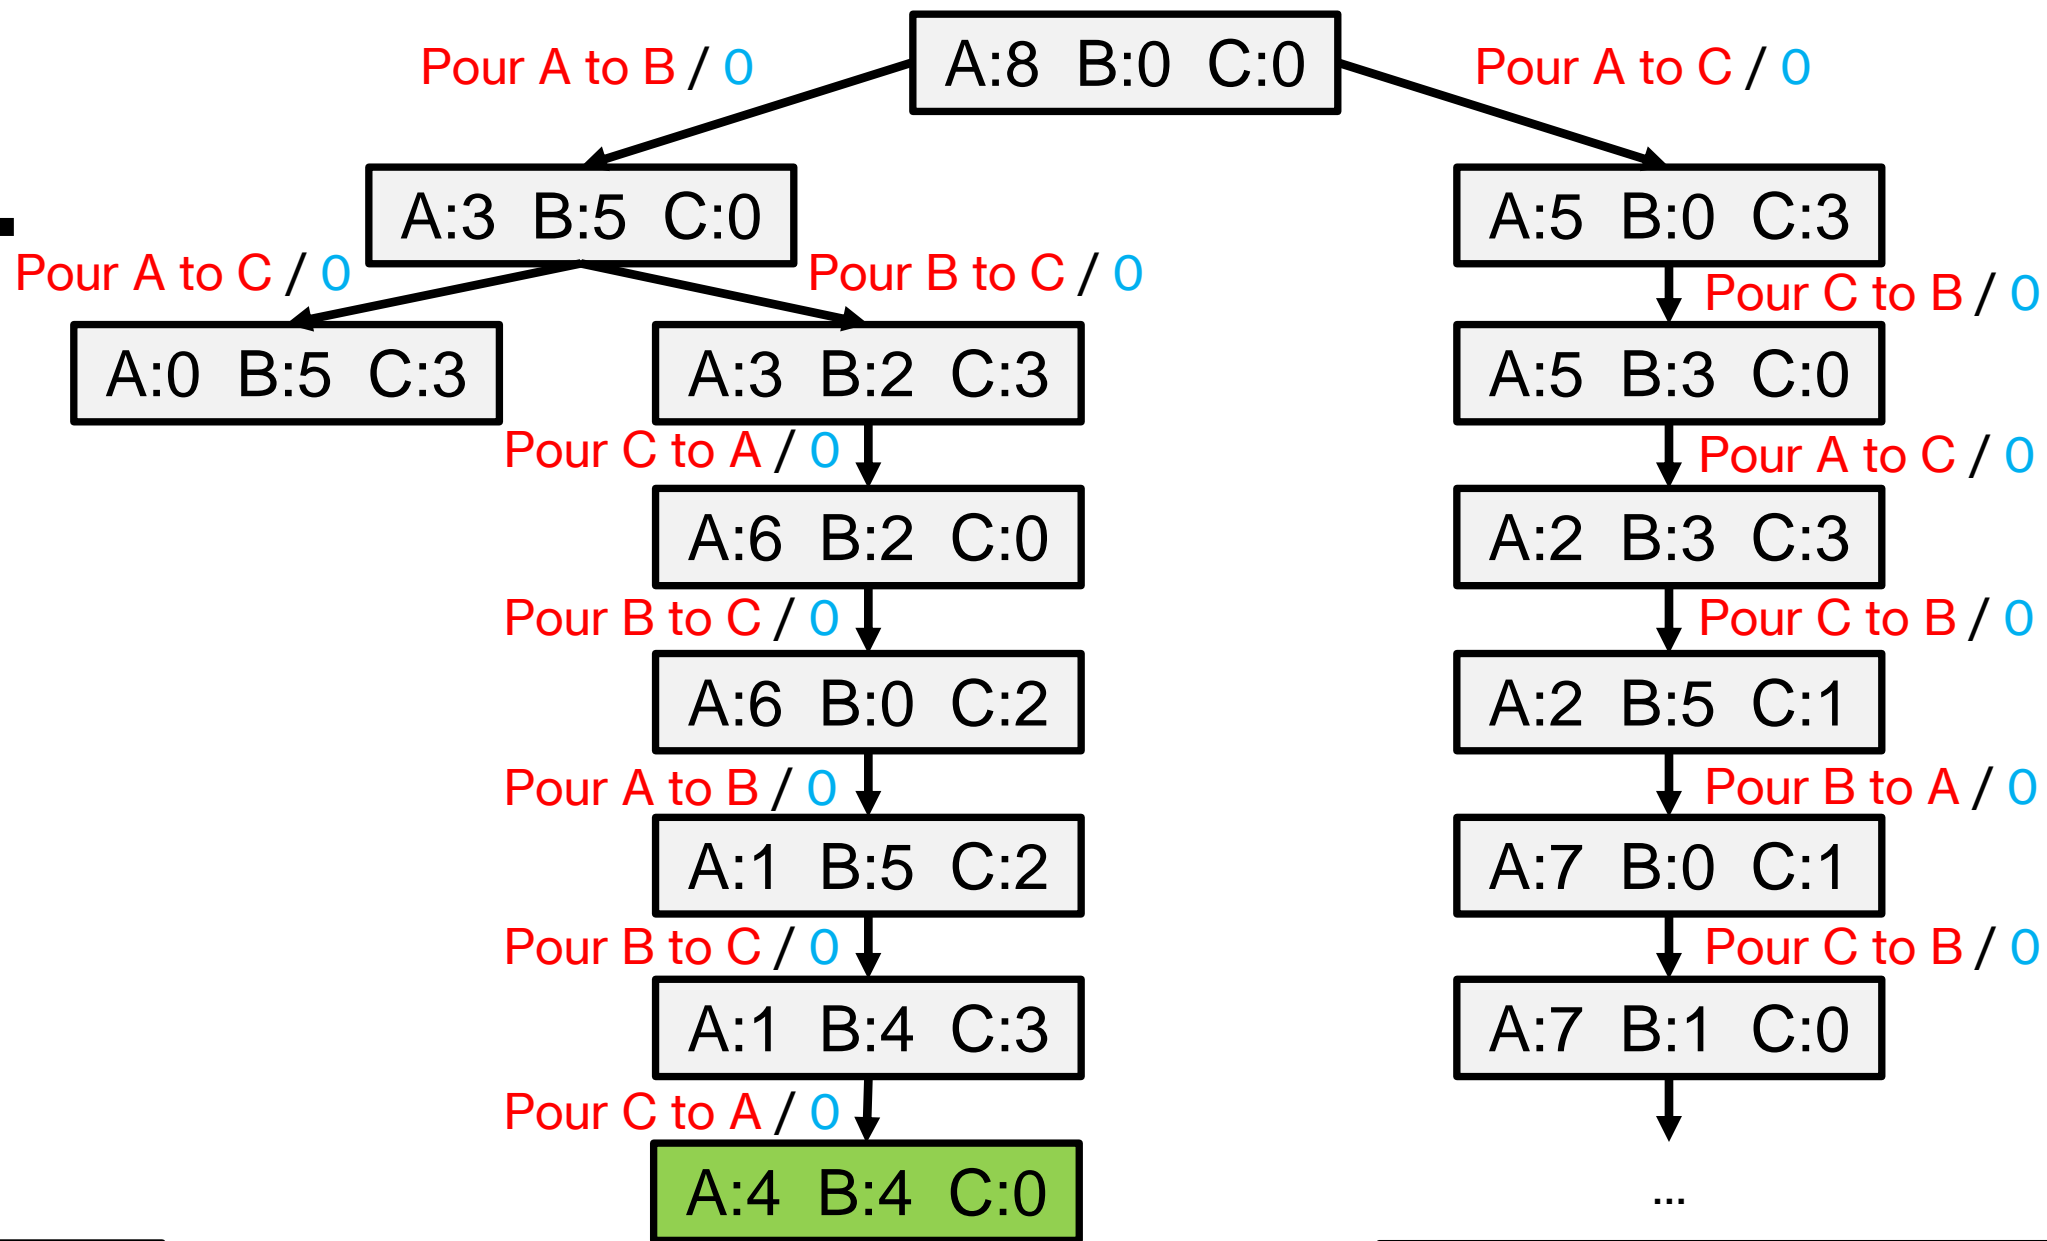 Pour A to B / 0
A:8 B:0 C:0
Pour A to C / 0
A:3 B:5 C:0
A:5 B:0 C:3
Pour A to C / 0
Pour B to C / 0
Pour C to B / 0
A:0 B:5 C:3
A:3 B:2 C:3
A:5 B:3 C:0
Pour C to A / 0
Pour A to C / 0
A:6 B:2 C:0
A:2 B:3 C:3
Pour B to C / 0
Pour C to B / 0
A:6 B:0 C:2
A:2 B:5 C:1
Pour A to B / 0
Pour B to A / 0
A:1 B:5 C:2
A:7 B:0 C:1
Pour B to C / 0
Pour C to B / 0
A:1 B:4 C:3
A:7 B:1 C:0
Pour C to A / 0
A:4 B:4 C:0
...